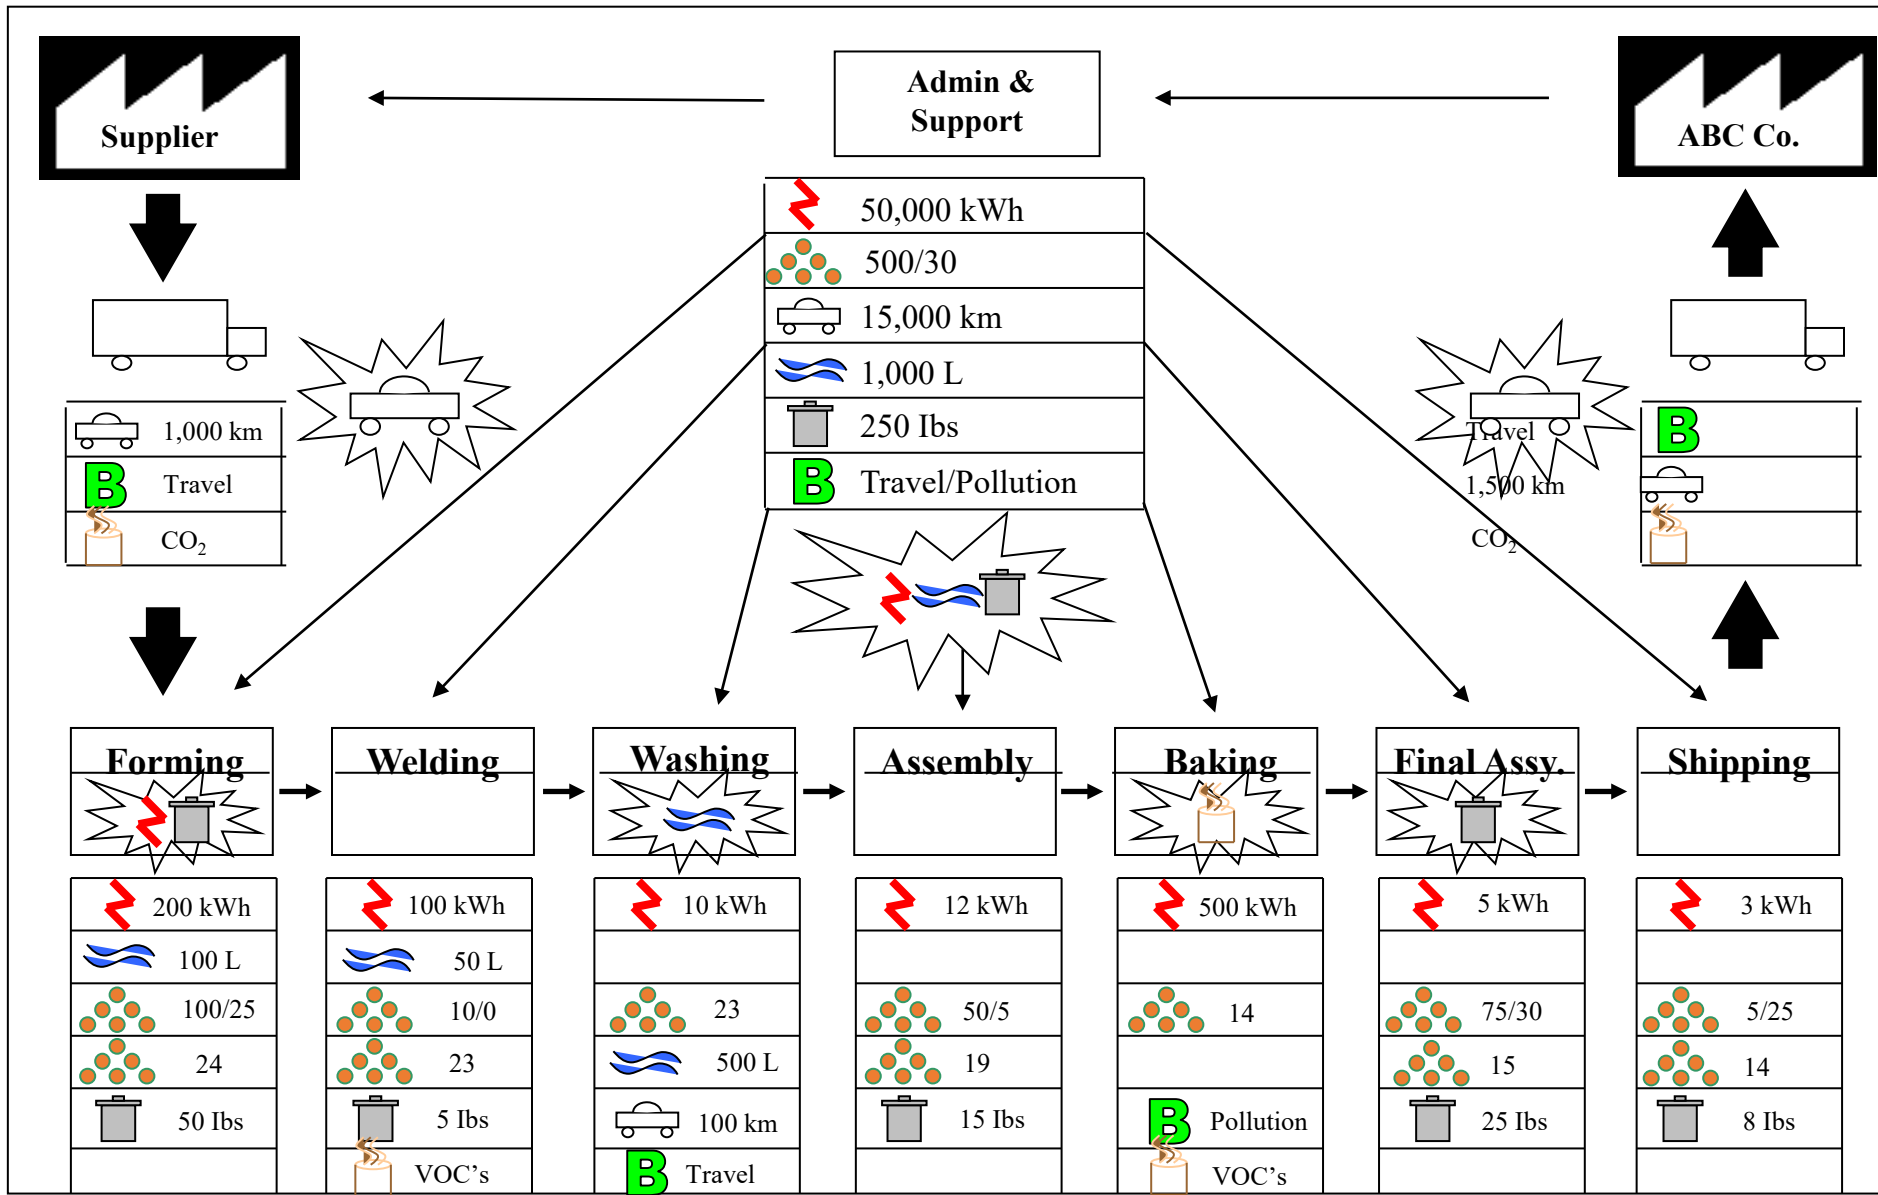 Supplier
Admin &
Support
ABC Co.
50,000 kWh
500/30
15,000 km
1,000 L
250 Ibs
B Travel/Pollution
1,000 km
B Travel
CO₂
B
Travel
1,500 km
CO₂
Forming
Welding
Washing
Assembly
Baking
Final Assy.
Shipping
200 kWh
100 L
100/25
24
50 Ibs
100 kWh
50 L
10/0
23
5 Ibs
VOC's
10 kWh
23
500 L
100 km
B Travel
12 kWh
50/5
19
15 Ibs
500 kWh
14
B Pollution
VOC's
5 kWh
75/30
15
25 Ibs
3 kWh
5/25
14
8 Ibs